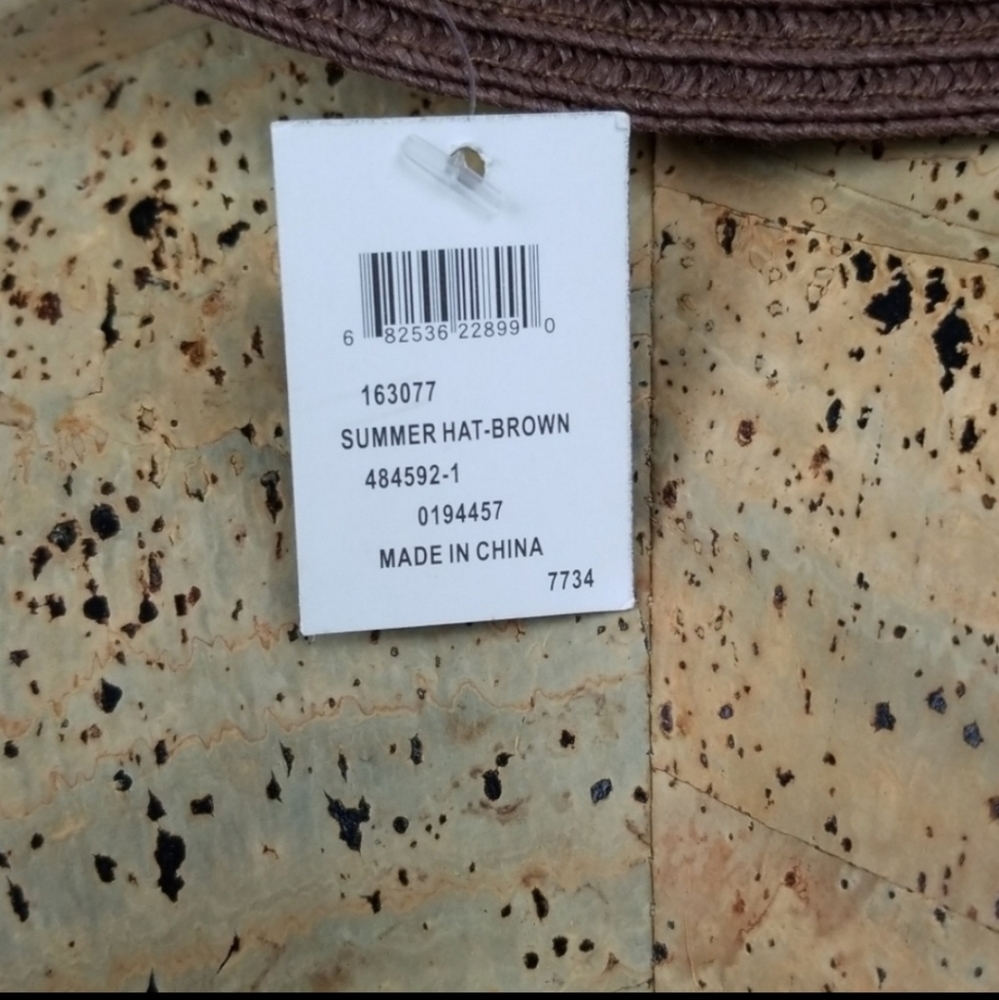 6 82536 22899 0
163077
SUMMER HAT-BROWN
484592-1
0194457
MADE IN CHINA
7734